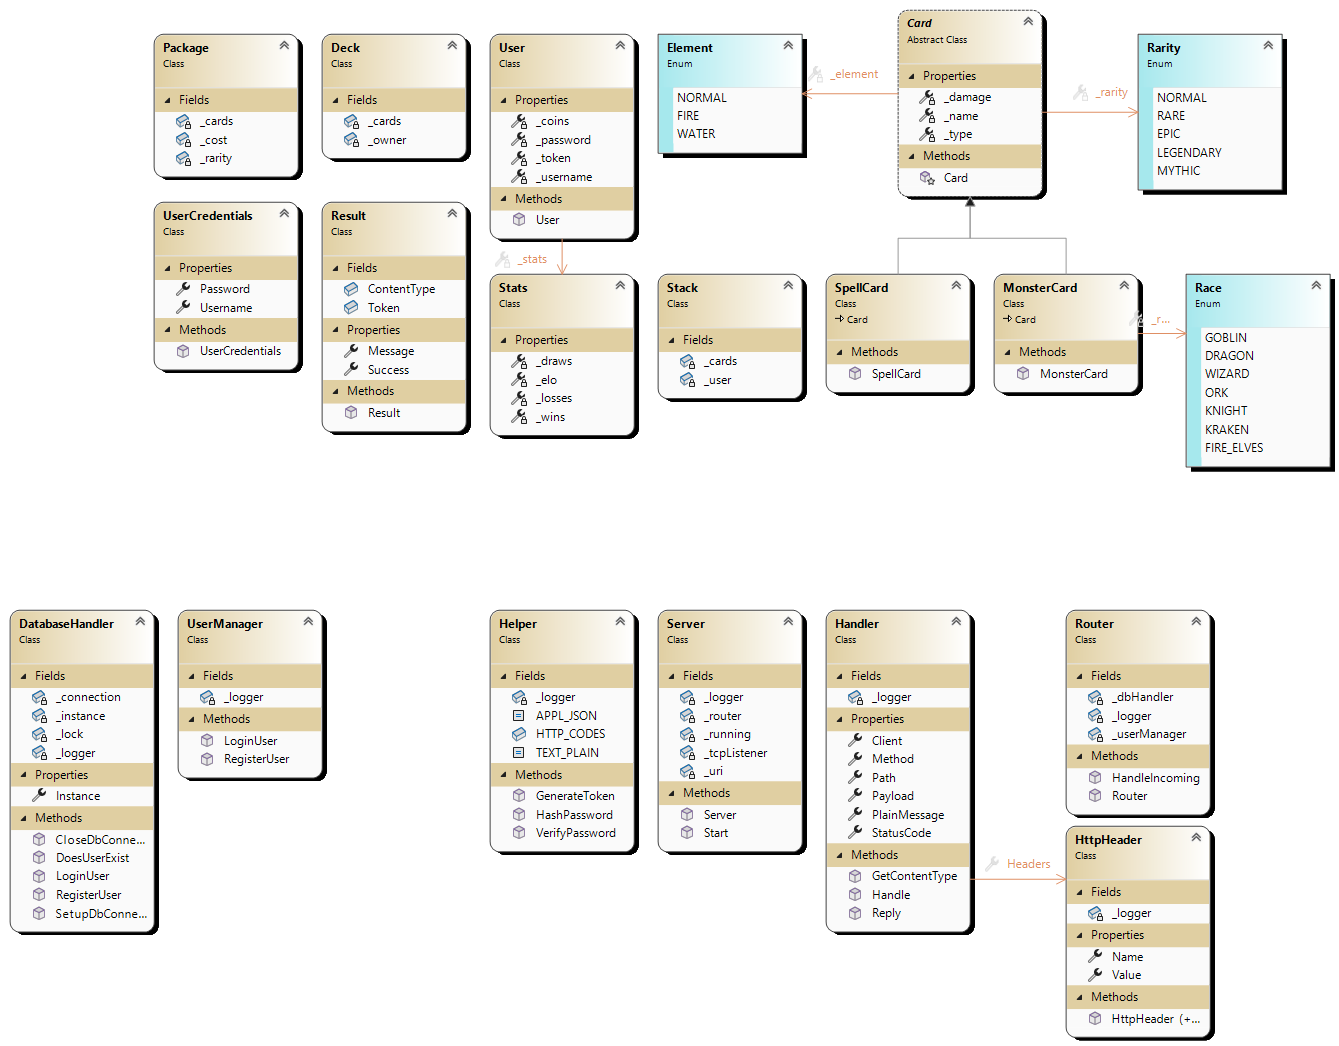 Package
Class
Fields
_cards
_cost
_rarity
Deck
Class
Fields
_cards
_owner
User
Class
Properties
_coins
_password
_token
_username
Methods
User
_stats
Element
Enum
NORMAL
FIRE
WATER
_element
Card
Abstract Class
Properties
_damage
_name
_type
Methods
Card
_rarity
Rarity
Enum
NORMAL
RARE
EPIC
LEGENDARY
MYTHIC
UserCredentials
Class
Properties
Password
Username
Methods
UserCredentials
Result
Class
Fields
ContentType
Token
Properties
Message
Success
Methods
Result
Stats
Class
Properties
_draws
_elo
_losses
_wins
Stack
Class
Fields
_cards
_user
SpellCard
Class
Card
Methods
SpellCard
MonsterCard
Class
Card
Methods
MonsterCard
_r...
Race
Enum
GOBLIN
DRAGON
WIZARD
ORK
KNIGHT
KRAKEN
FIRE_ELVES
DatabaseHandler
Class
Fields
_connection
_instance
_lock
_logger
Properties
Instance
Methods
CloseDbConne...
DoesUserExist
LoginUser
RegisterUser
SetupDbConne...
UserManager
Class
Fields
_logger
Methods
LoginUser
RegisterUser
Helper
Class
Fields
_logger
APPL_JSON
HTTP_CODES
TEXT_PLAIN
Methods
GenerateToken
HashPassword
VerifyPassword
Server
Class
Fields
_logger
_router
_running
_tcpListener
_uri
Methods
Server
Start
Handler
Class
Fields
_logger
Properties
Client
Method
Path
Payload
PlainMessage
StatusCode
Methods
GetContentType
Handle
Reply
Headers
Router
Class
Fields
_dbHandler
_logger
_userManager
Methods
HandleIncoming
Router
HttpHeader
Class
Fields
_logger
Properties
Name
Value
Methods
HttpHeader (+...